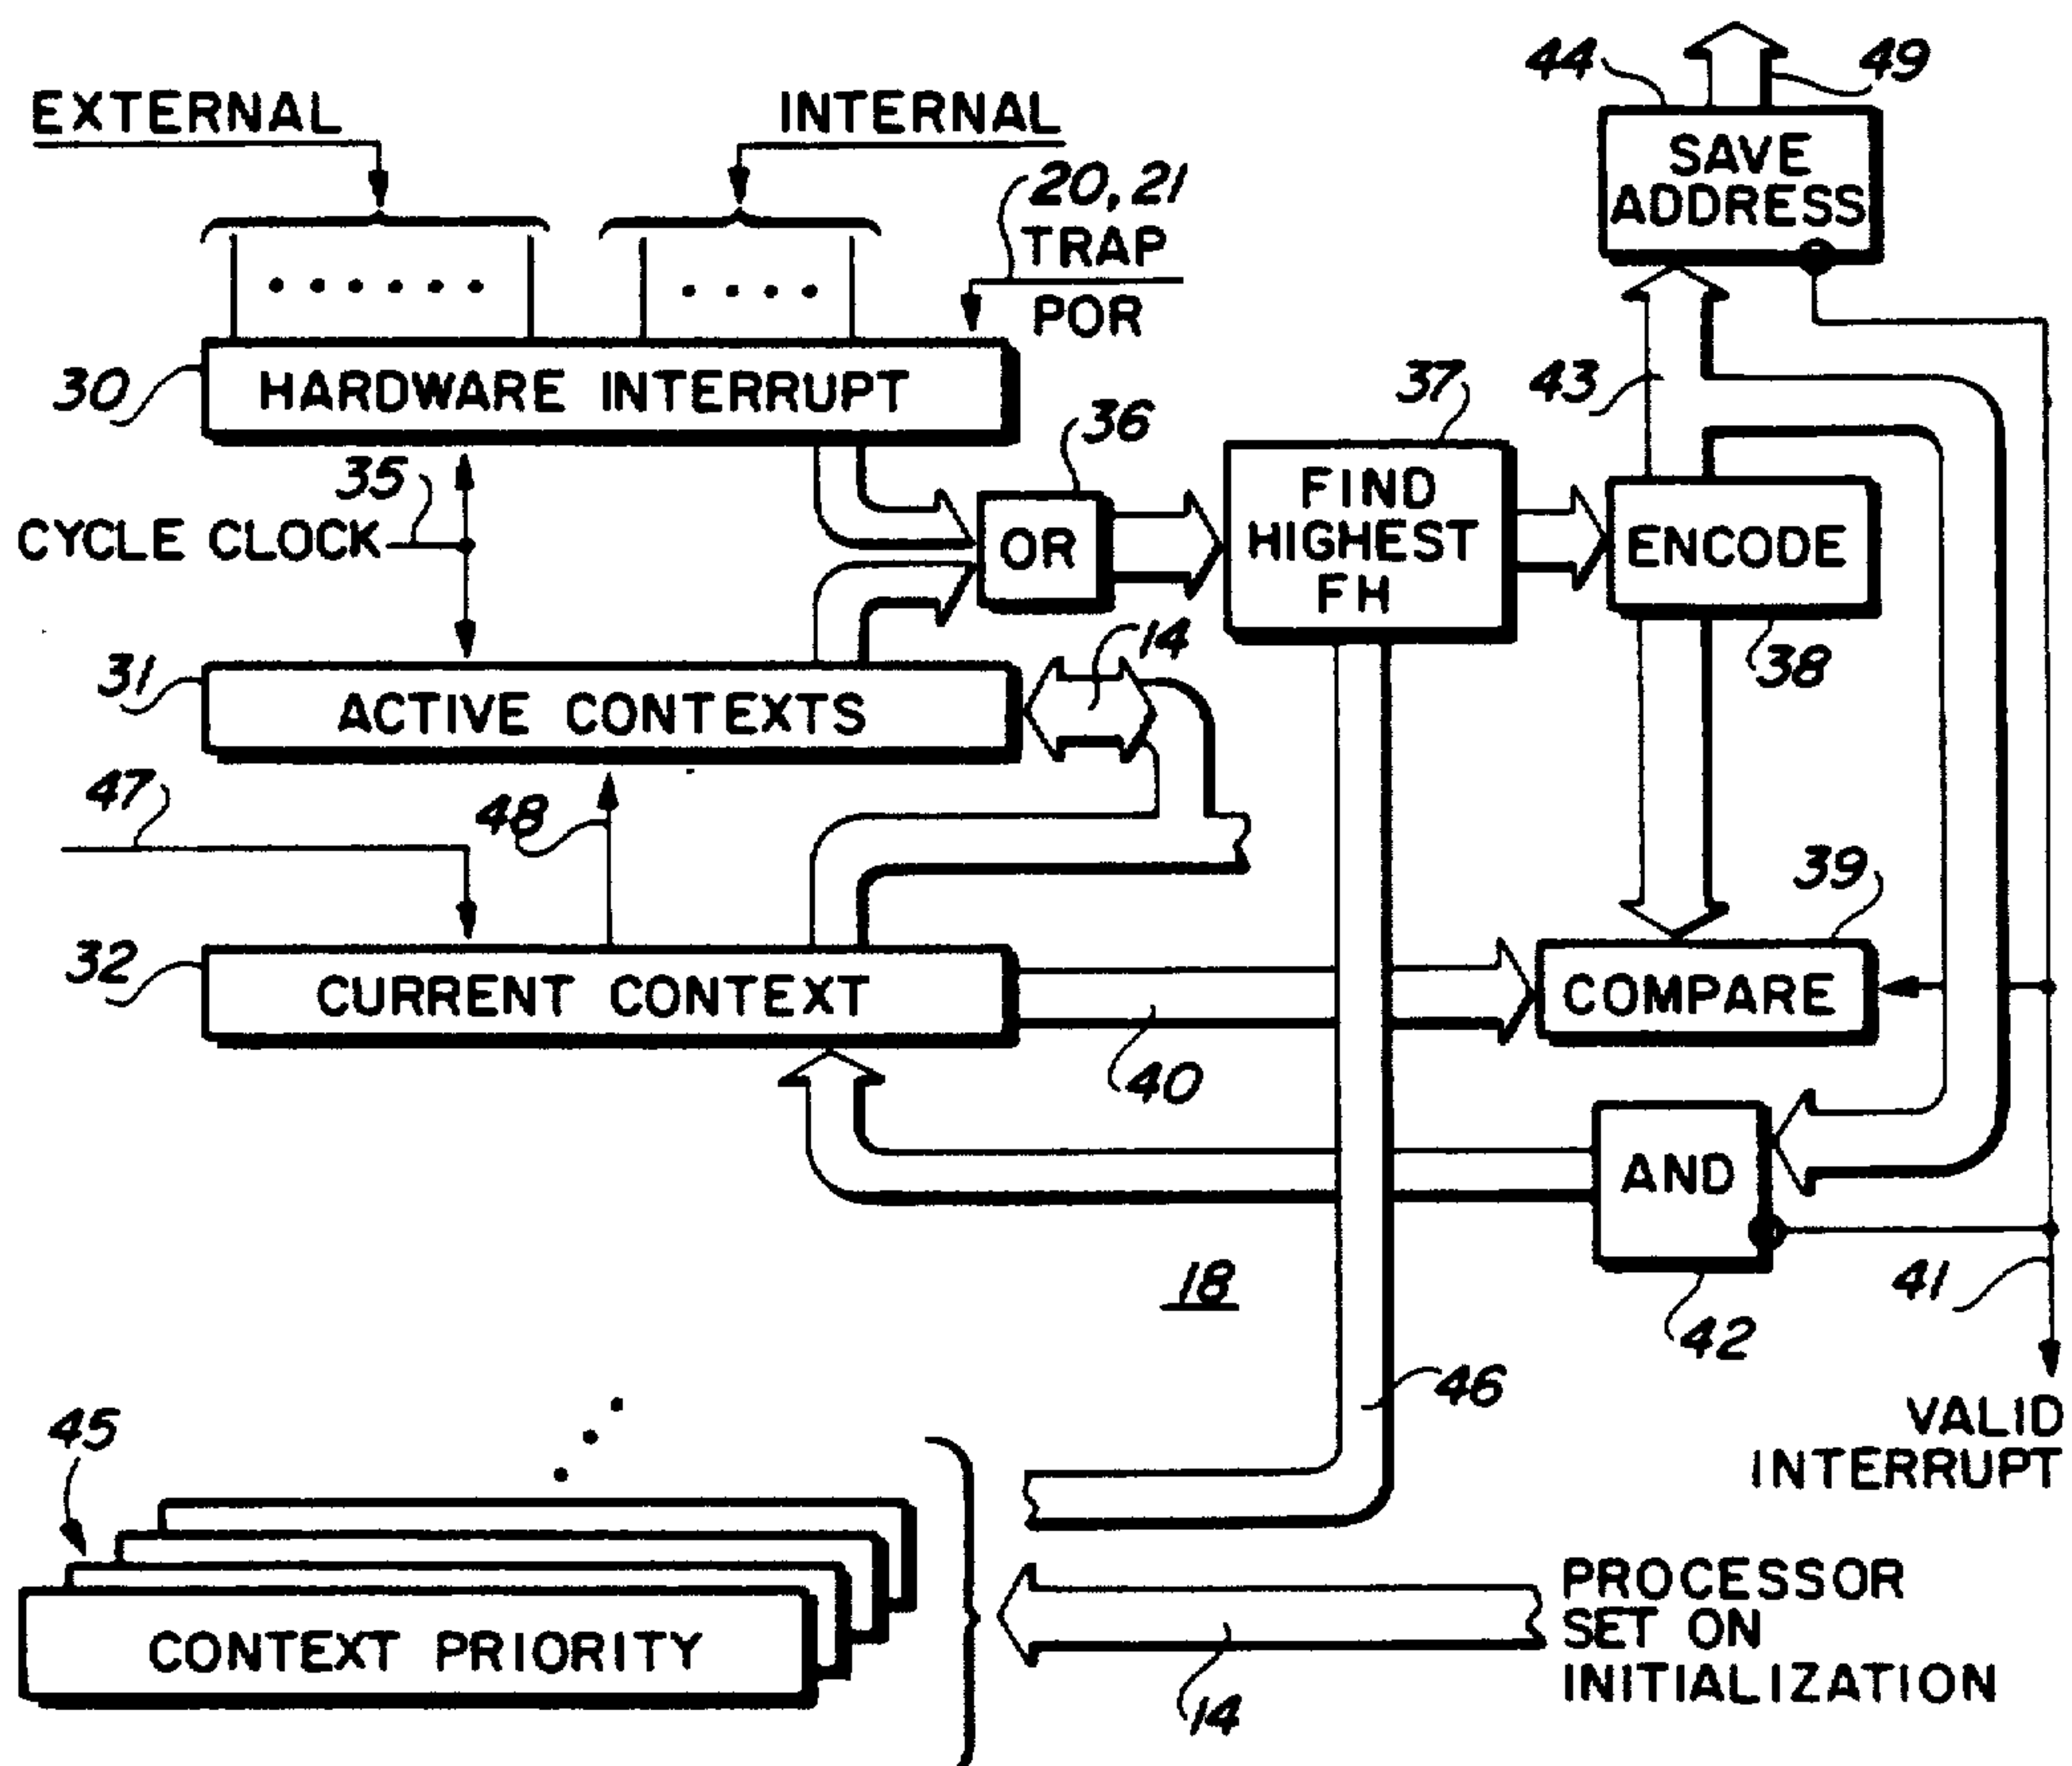 EXTERNAL
INTERNAL
20, 21
TRAP
POR
44
49
SAVE
ADDRESS
30
HARDWARE INTERRUPT
35
CYCLE CLOCK
36
OR
37
FIND
HIGHEST
FH
43
ENCODE
38
31
ACTIVE CONTEXTS
14
47
48
32
CURRENT CONTEXT
40
39
COMPARE
AND
42
41
VALID
INTERRUPT
18
46
45
CONTEXT PRIORITY
14
PROCESSOR
SET ON
INITIALIZATION